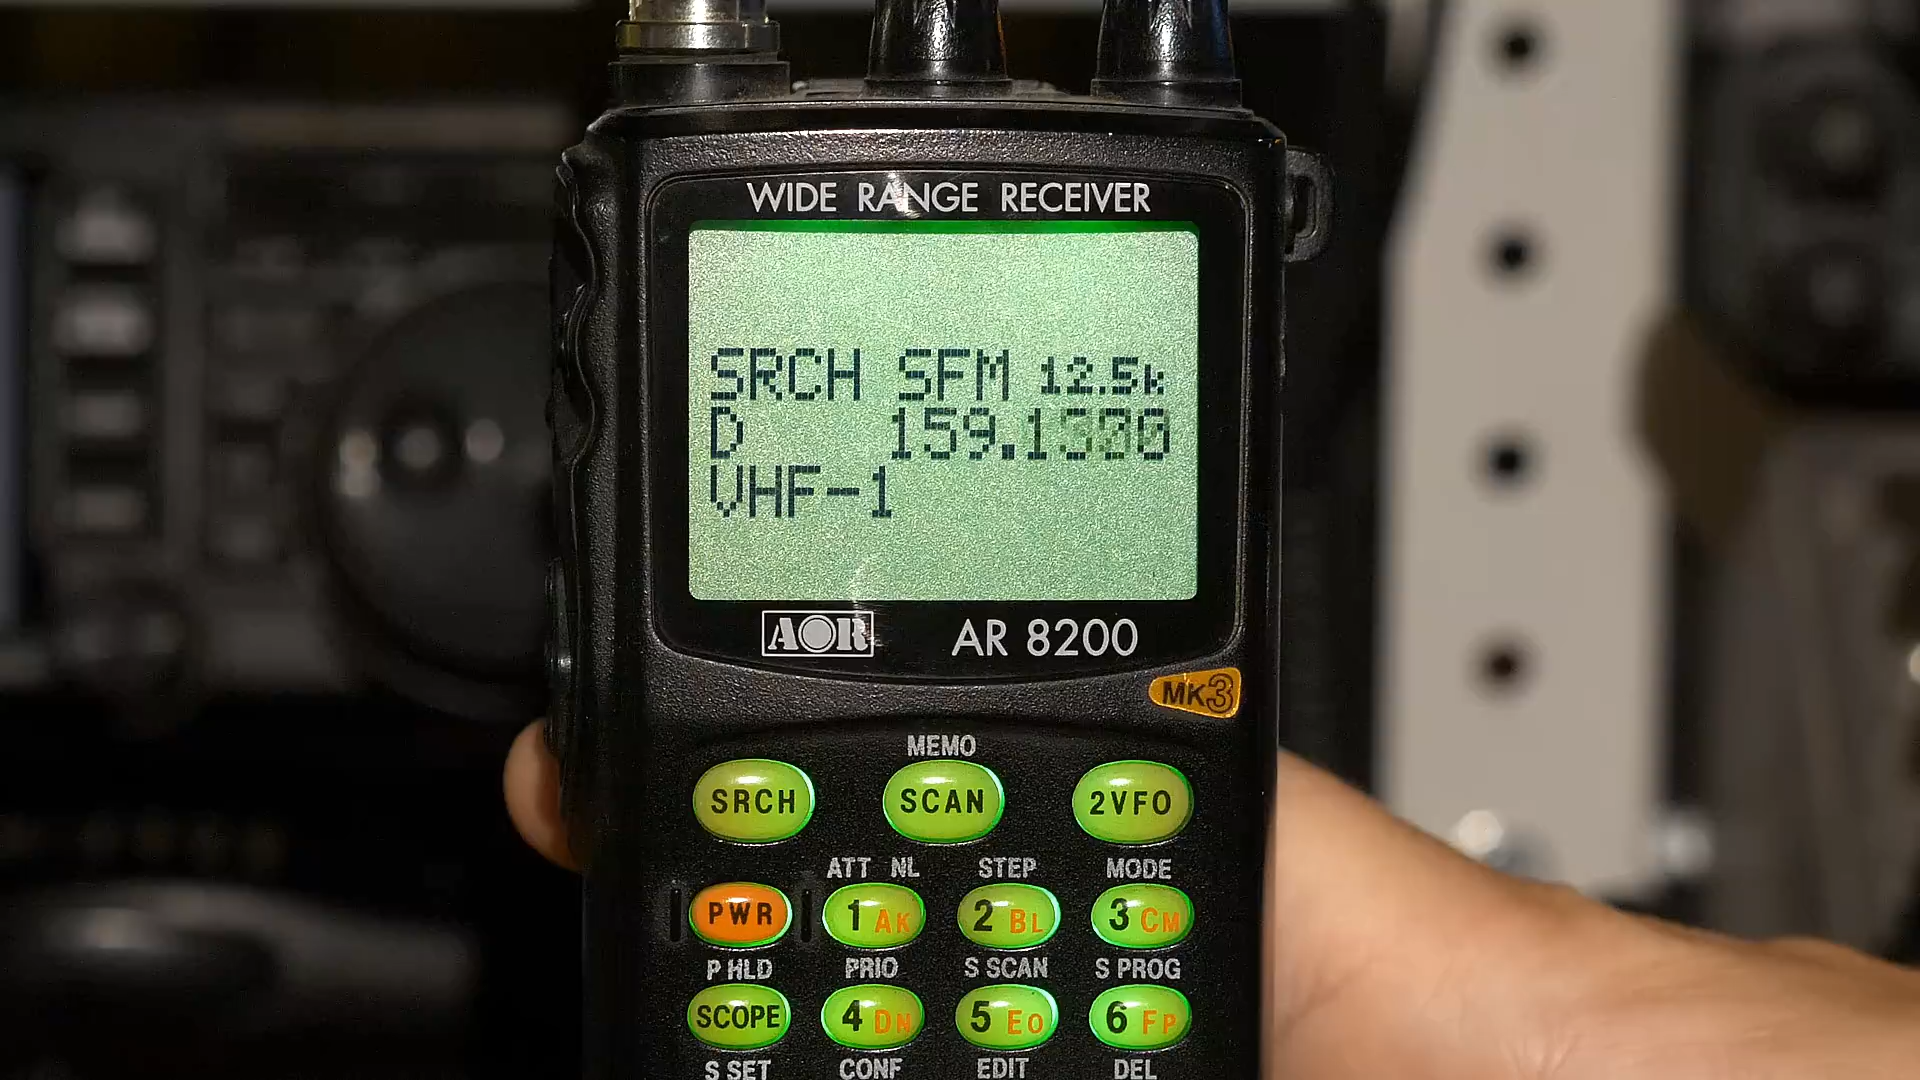 WIDE RANGE RECEIVER
SRCH SFM 12.5k
D
VHF-1
AOR AR 8200
MK3
MEMO
SRCH SCAN 2VFO
ATT NL STEP MODE
PWR 1 AK 2 BL 3 CM
P HLD PRIO S SCAN S PROG
SCOPE 4 DN 5 EO 6 FP
S SET CONF EDIT DEL